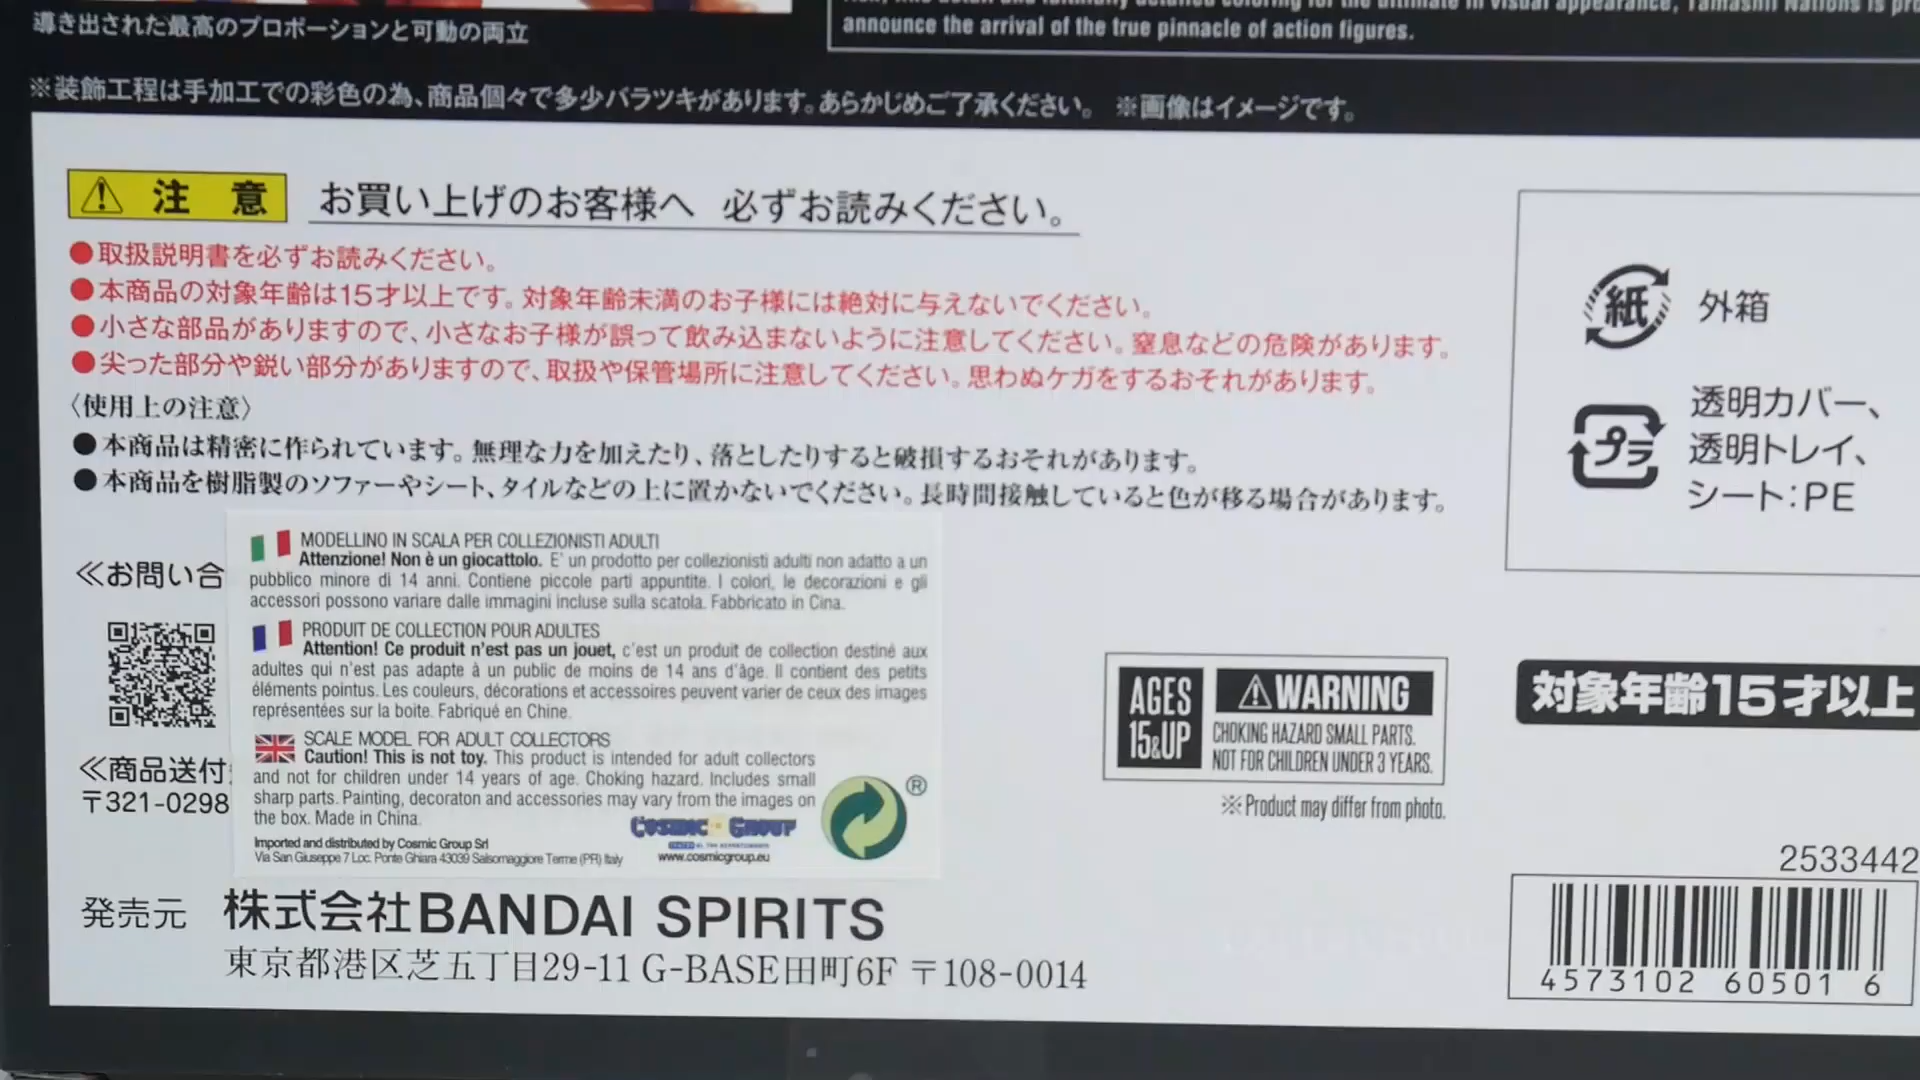 導き出された最高のプロポーションと可動の両立
announce the arrival of the true pinnacle of action figures.
※装飾工程は手加工での彩色の為、商品個々で多少バラツキがあります。あらかじめご了承ください。 ※画像はイメージです。
注意 お買い上げのお客様へ 必ずお読みください。
●取扱説明書を必ずお読みください。
●本商品の対象年齢は15才以上です。対象年齢未満のお子様には絶対に与えないでください。
●小さな部品がありますので、小さなお子様が誤って飲み込まないように注意してください。窒息などの危険があります。
●尖った部分や鋭い部分がありますので、取扱や保管場所に注意してください。思わぬケガをするおそれがあります。
〈使用上の注意〉
●本商品は精密に作られています。無理な力を加えたり、落としたりすると破損するおそれがあります。
●本商品を樹脂製のソファーやシート、タイルなどの上に置かないでください。長時間接触していると色が移る場合があります。
紙 外箱
プラ 透明カバー、
透明トレイ、
シート:PE
≪お問い合
MODELLINO IN SCALA PER COLLEZIONISTI ADULTI
Attenzione! Non è un giocattolo. E' un prodotto per collezionisti adulti non adatto a un
pubblico minore di 14 anni. Contiene piccole parti appuntite. I colori, le decorazioni e gli
accessori possono variare dalle immagini incluse sulla scatola. Fabbricato in Cina.
PRODUIT DE COLLECTION POUR ADULTES
Attention! Ce produit n'est pas un jouet, c'est un produit de collection destiné aux
adultes qui n'est pas adapte à un public de moins de 14 ans d'âge. Il contient des petits
éléments pointus. Les couleurs, décorations et accessoires peuvent varier de ceux des images
représentées sur la boite. Fabriqué en Chine.
SCALE MODEL FOR ADULT COLLECTORS
Caution! This is not toy. This product is intended for adult collectors
and not for children under 14 years of age. Choking hazard. Includes small
sharp parts. Painting, decoraton and accessories may vary from the images on
the box. Made in China.
COSMIC GROUP
Imported and distributed by Cosmic Group Srl
Via San Giuseppe 7 Loc. Ponte Ghiara 43039 Salsomaggiore Terme (PR) Italy
www.cosmicgroup.eu
®
≪商品送付
〒321-0298
AGES
15&UP
WARNING
CHOKING HAZARD SMALL PARTS.
NOT FOR CHILDREN UNDER 3 YEARS.
※Product may differ from photo.
対象年齢15才以上
2533442
4573102 60501 6
発売元 株式会社BANDAI SPIRITS
東京都港区芝五丁目29-11 G-BASE田町6F 〒108-0014